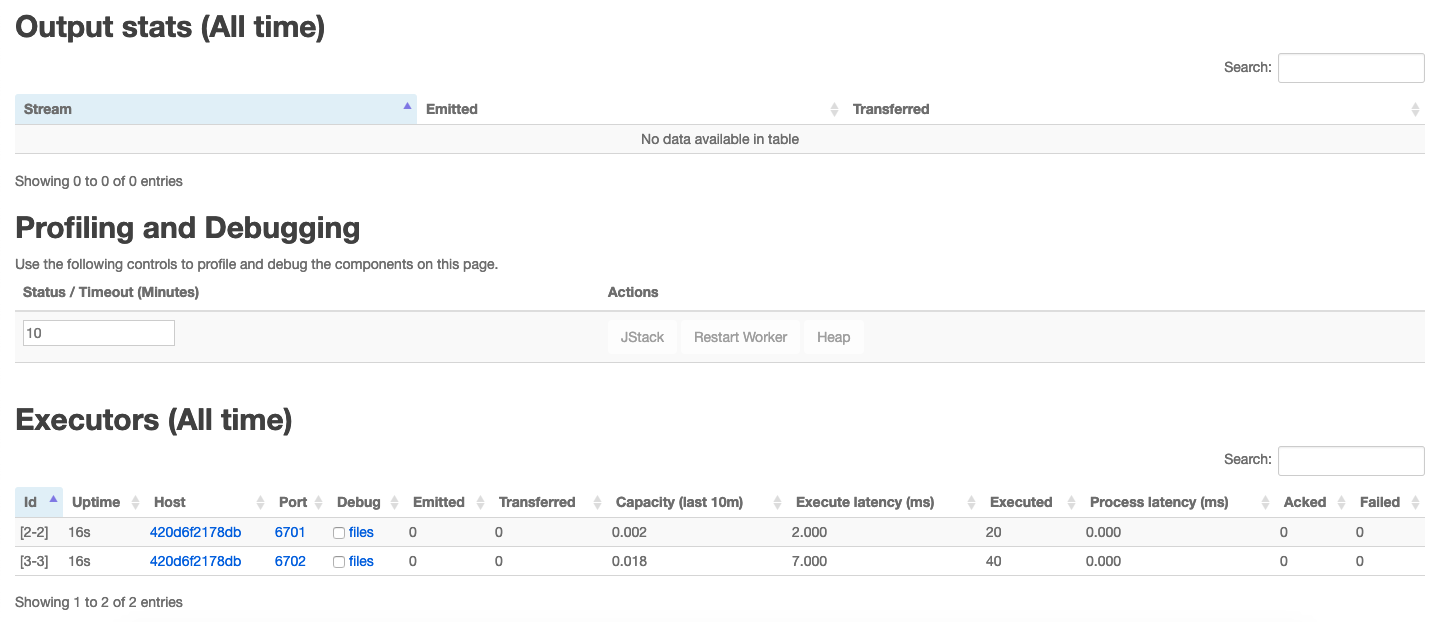 Output stats (All time)
Search:
Stream Emitted Transferred
No data available in table
Showing 0 to 0 of 0 entries
Profiling and Debugging
Use the following controls to profile and debug the components on this page.
Status / Timeout (Minutes) Actions
10 JStack Restart Worker Heap
Executors (All time)
Search:
Id Uptime Host Port Debug Emitted Transferred Capacity (last 10m) Execute latency (ms) Executed Process latency (ms) Acked Failed
[2-2] 16s 420d6f2178db 6701 files 0 0 0.002 2.000 20 0.000 0 0
[3-3] 16s 420d6f2178db 6702 files 0 0 0.018 7.000 40 0.000 0 0
Showing 1 to 2 of 2 entries